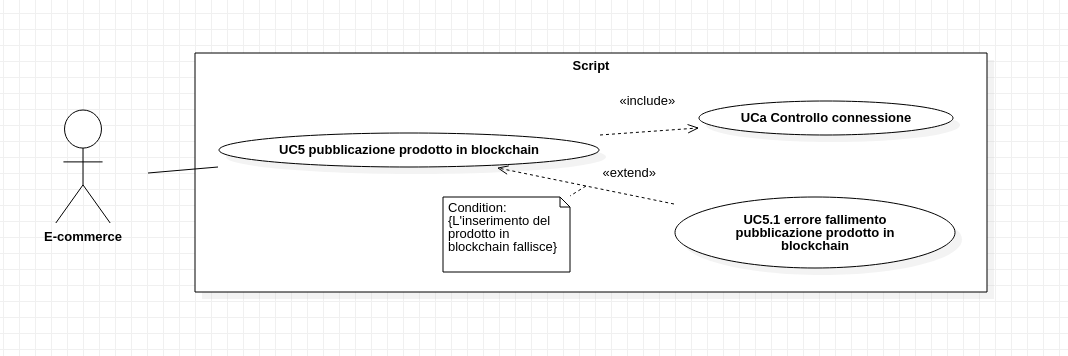 Script
«include»
UCa Controllo connessione
UC5 pubblicazione prodotto in blockchain
«extend»
Condition:
{L'inserimento del
prodotto in
blockchain fallisce}
UC5.1 errore fallimento
pubblicazione prodotto in
blockchain
E-commerce